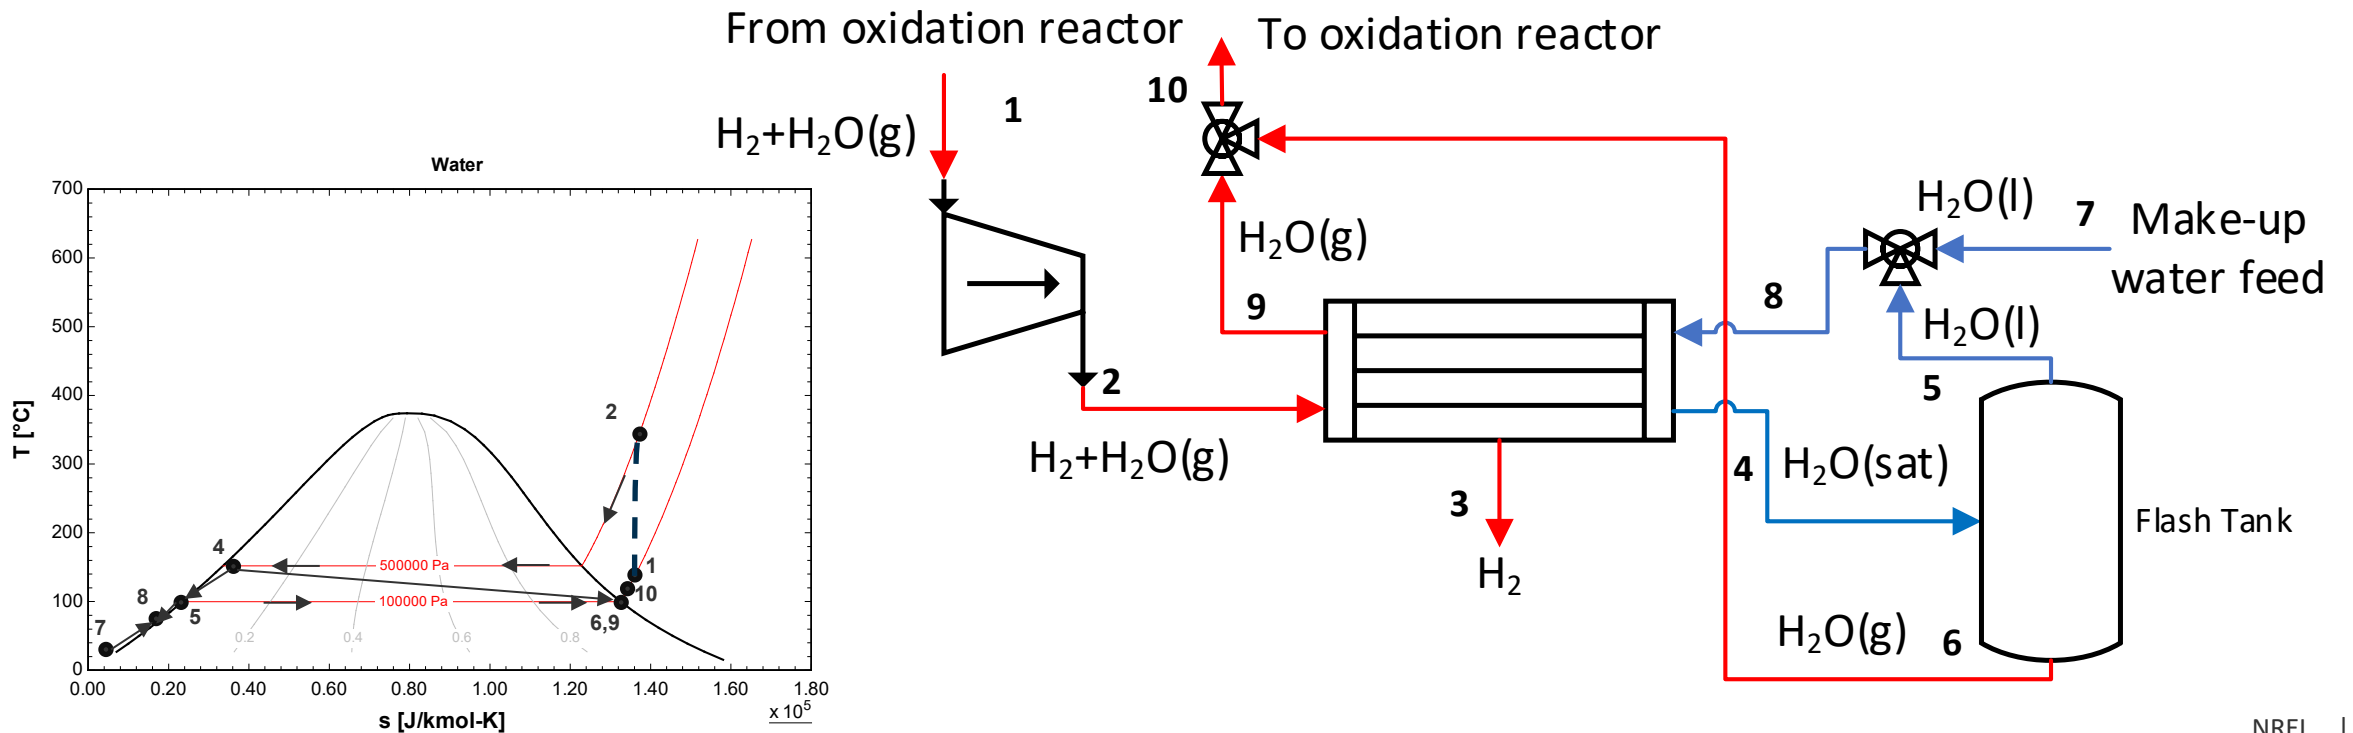 From oxidation reactor
To oxidation reactor
1
10
H₂+H₂O(g)
Water
700
600
500
400
300
200
100
0
T [°C]
0.00 0.20 0.40 0.60 0.80 1.00 1.20 1.40 1.60 1.80
x 10⁵
s [J/kmol-K]
2
4
500000 Pa
1
8
5
100000 Pa
10
7
6,9
0.2 0.4 0.6 0.8
H₂O(g)
9
2
H₂+H₂O(g)
3
H₂
H₂O(l)
7
Make-up
water feed
8
H₂O(l)
5
4
H₂O(sat)
Flash Tank
H₂O(g)
6